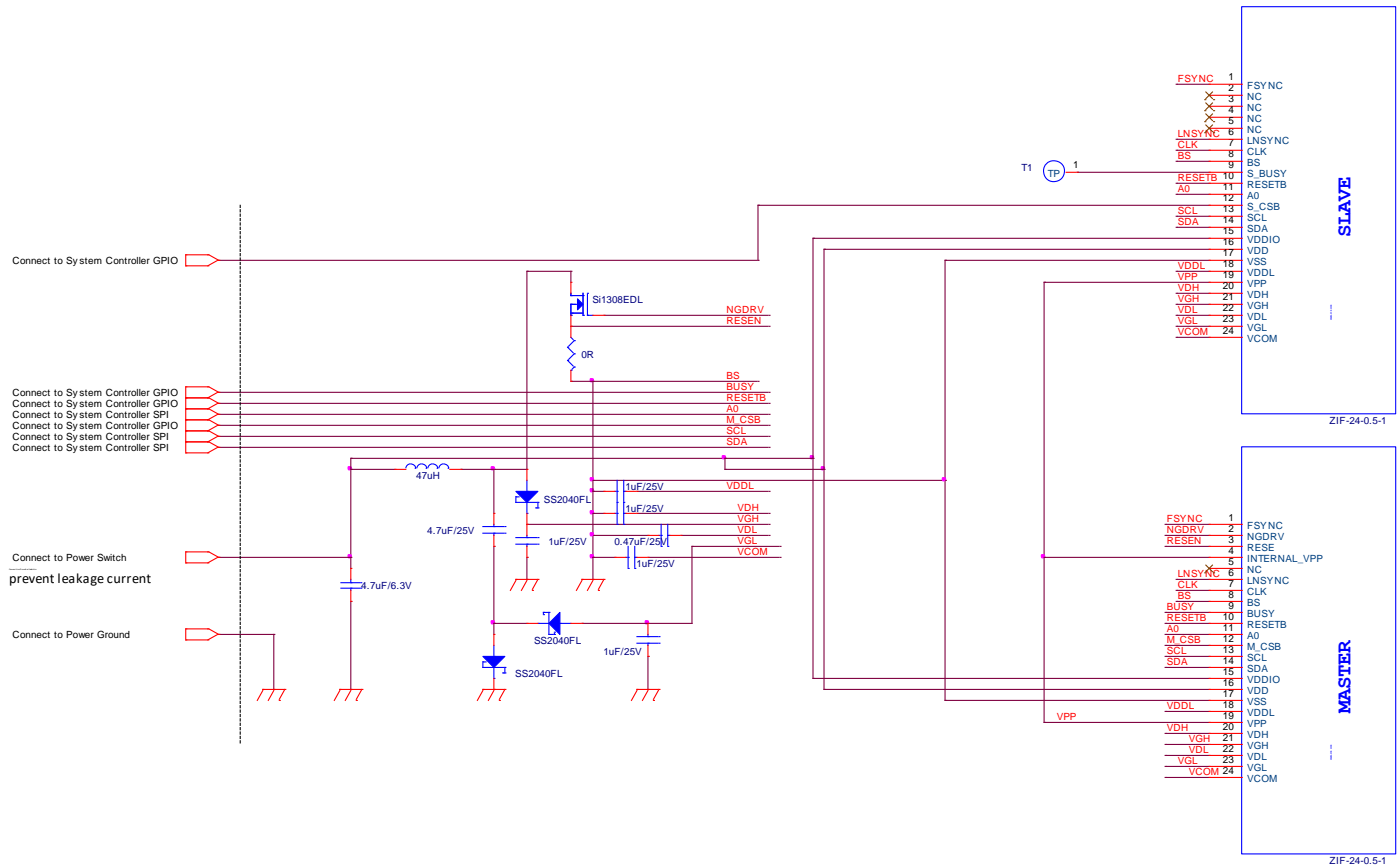 Connect to System Controller GPIO
Connect to System Controller GPIO
Connect to System Controller GPIO
Connect to System Controller SPI
Connect to System Controller GPIO
Connect to System Controller SPI
Connect to System Controller SPI
Connect to Power Switch
prevent leakage current
Connect to Power Ground
Si1308EDL
NGDRV
RESEN
0R
BS
BUSY
RESETB
A0
M_CSB
SCL
SDA
47uH
SS2040FL
1uF/25V
VDDL
1uF/25V
VDH
VGH
4.7uF/25V
1uF/25V
0.47uF/25V
VDL
VGL
VCOM
1uF/25V
4.7uF/6.3V
SS2040FL
SS2040FL
1uF/25V
T1
TP
1
FSYNC 1 FSYNC
2 NC
3 NC
4 NC
5 NC
LNSYNC 6 LNSYNC
CLK 7 CLK
BS 8 BS
9 S_BUSY
RESETB 10 RESETB
A0 11 A0
12 S_CSB
SCL 13 SCL
SDA 14 SDA
15 VDDIO
16 VDD
17 VSS
VDDL 18 VDDL
VPP 19 VPP
VDH 20 VDH
VGH 21 VGH
VDL 22 VDL
VGL 23 VGL
VCOM 24 VCOM
SLAVE
ZIF-24-0.5-1
FSYNC 1 FSYNC
NGDRV 2 NGDRV
RESEN 3 RESE
4 INTERNAL_VPP
5 NC
LNSYNC 6 LNSYNC
CLK 7 CLK
BS 8 BS
BUSY 9 BUSY
RESETB 10 RESETB
A0 11 A0
M_CSB 12 M_CSB
SCL 13 SCL
SDA 14 SDA
15 VDDIO
16 VDD
17 VSS
VDDL 18 VDDL
VPP 19 VPP
VDH 20 VDH
VGH 21 VGH
VDL 22 VDL
VGL 23 VGL
VCOM 24 VCOM
MASTER
ZIF-24-0.5-1